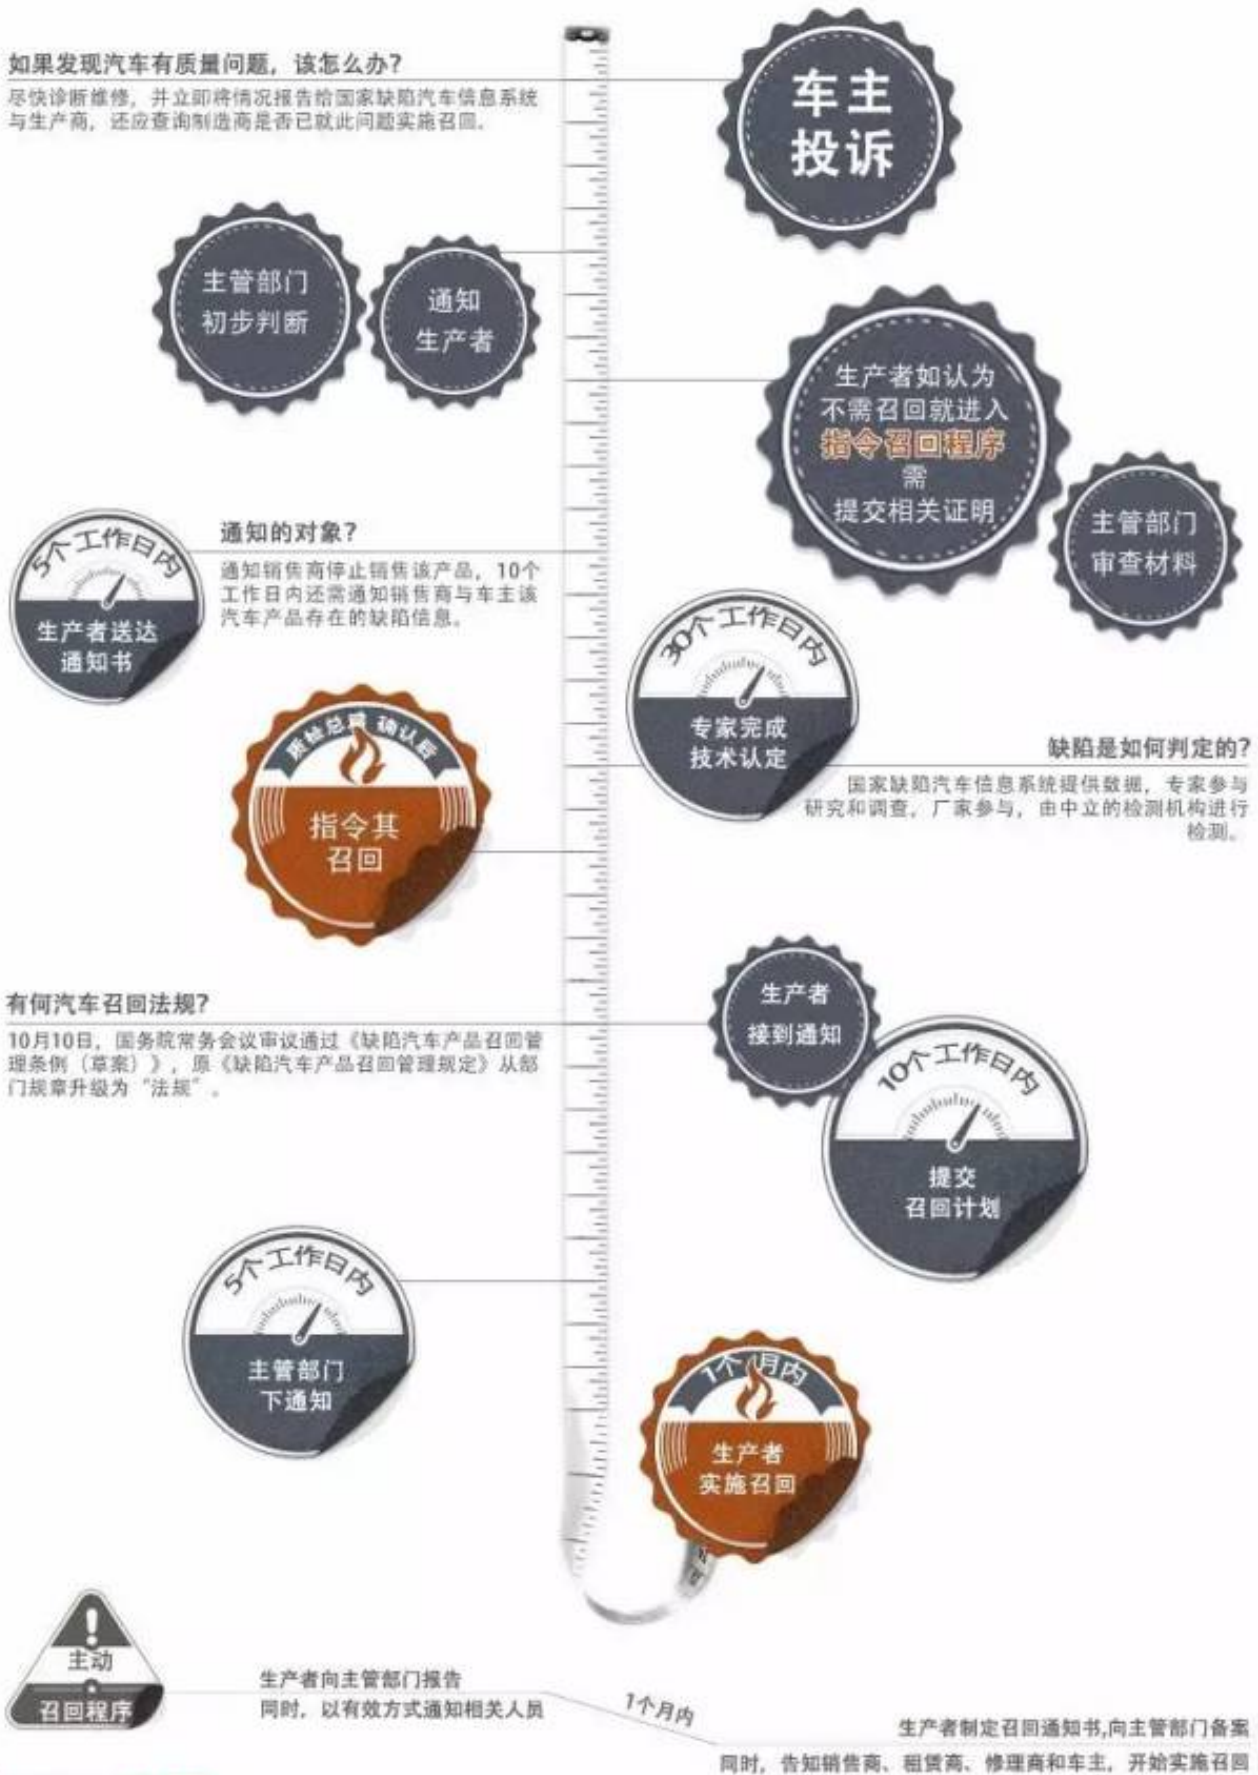 如果发现汽车有质量问题，该怎么办？
尽快诊断维修，并立即将情况报告给国家缺陷汽车信息系统
与生产商，还应查询制造商是否已就此问题实施召回。
车主
投诉
主管部门
初步判断
通知
生产者
生产者如认为
不需召回就进入
指令召回程序
需
提交相关证明
主管部门
审查材料
5个工作日内
生产者送达
通知书
通知的对象？
通知销售商停止销售该产品，10个
工作日内还需通知销售商与车主该
汽车产品存在的缺陷信息。
30个工作日内
专家完成
技术认定
缺陷是如何判定的？
国家缺陷汽车信息系统提供数据，专家参与
研究和调查，厂家参与，由中立的检测机构进行
检测。
质检总局 确认后
指令其
召回
有何汽车召回法规？
10月10日，国务院常务会议审议通过《缺陷汽车产品召回管
理条例（草案）》，原《缺陷汽车产品召回管理规定》从部
门规章升级为“法规”。
生产者
接到通知
10个工作日内
提交
召回计划
5个工作日内
主管部门
下通知
1个月内
生产者
实施召回
主动
召回程序
生产者向主管部门报告
同时，以有效方式通知相关人员
1个月内
生产者制定召回通知书,向主管部门备案
同时，告知销售商、租赁商、修理商和车主，开始实施召回